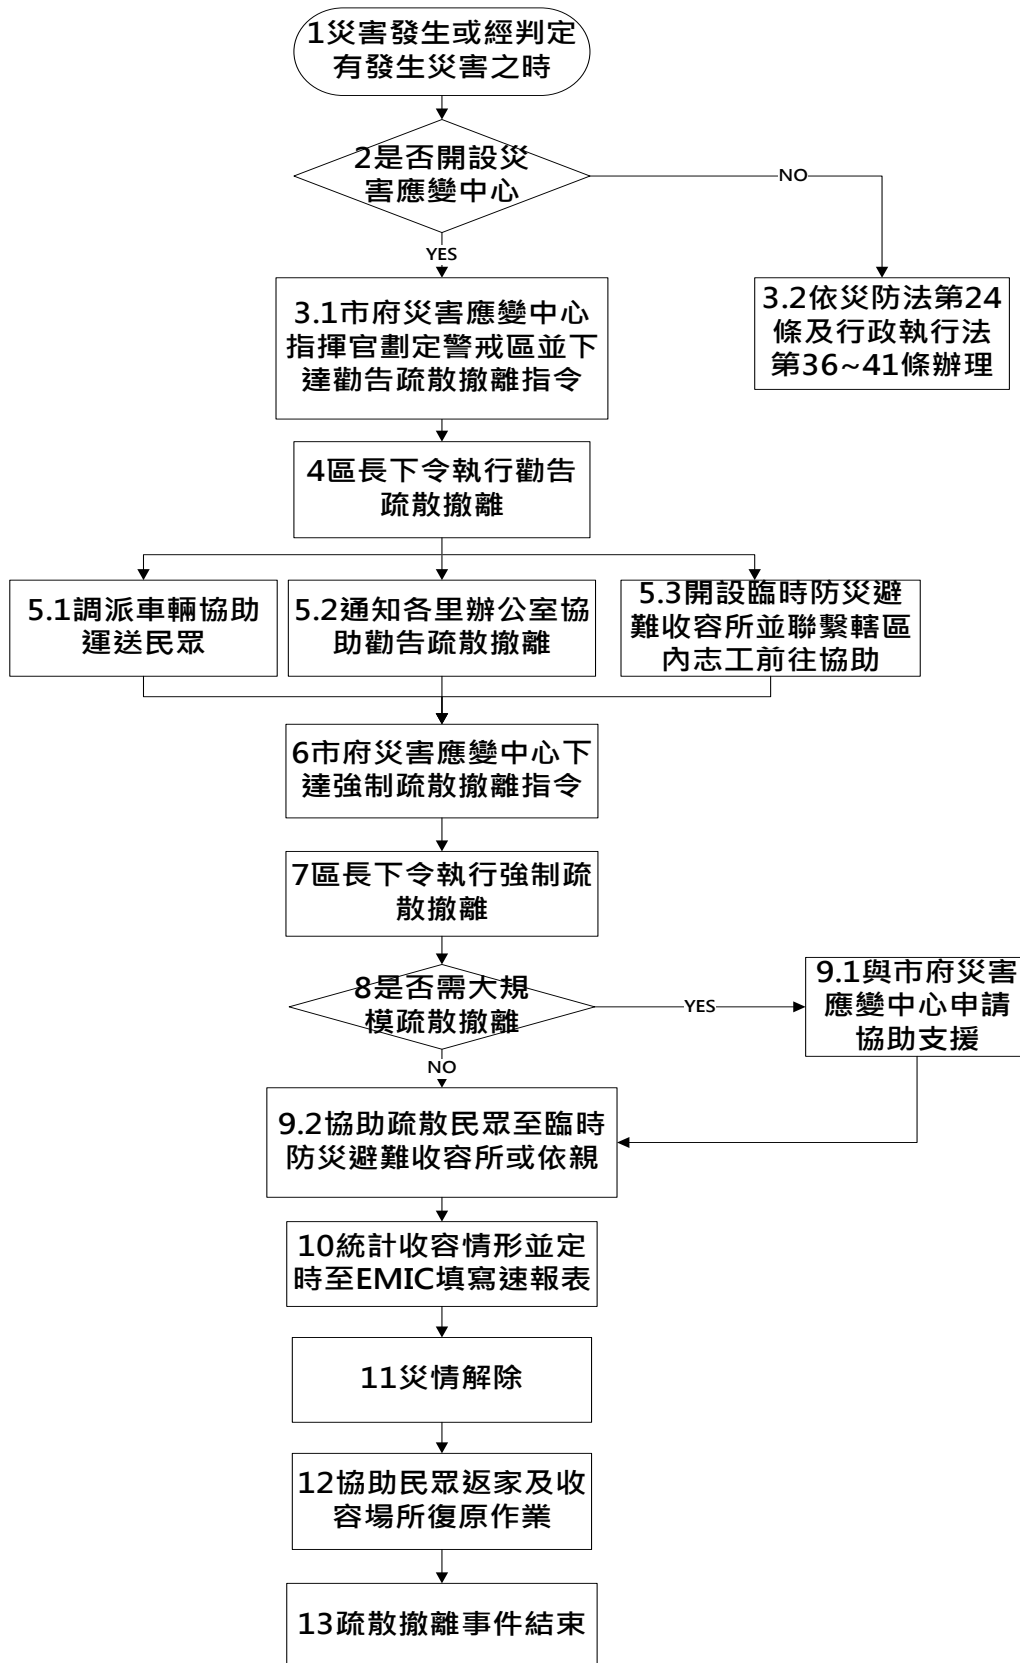 1災害發生或經判定
有發生災害之時
2是否開設災
害應變中心
NO
YES
3.1市府災害應變中心
指揮官劃定警戒區並下
達勸告疏散撤離指令
3.2依災防法第24
條及行政執行法
第36~41條辦理
4區長下令執行勸告
疏散撤離
5.1調派車輛協助
運送民眾
5.2通知各里辦公室協
助勸告疏散撤離
5.3開設臨時防災避
難收容所並聯繫轄區
內志工前往協助
6市府災害應變中心下
達強制疏散撤離指令
7區長下令執行強制疏
散撤離
8是否需大規
模疏散撤離
YES
9.1與市府災害
應變中心申請
協助支援
NO
9.2協助疏散民眾至臨時
防災避難收容所或依親
10統計收容情形並定
時至EMIC填寫速報表
11災情解除
12協助民眾返家及收
容場所復原作業
13疏散撤離事件結束